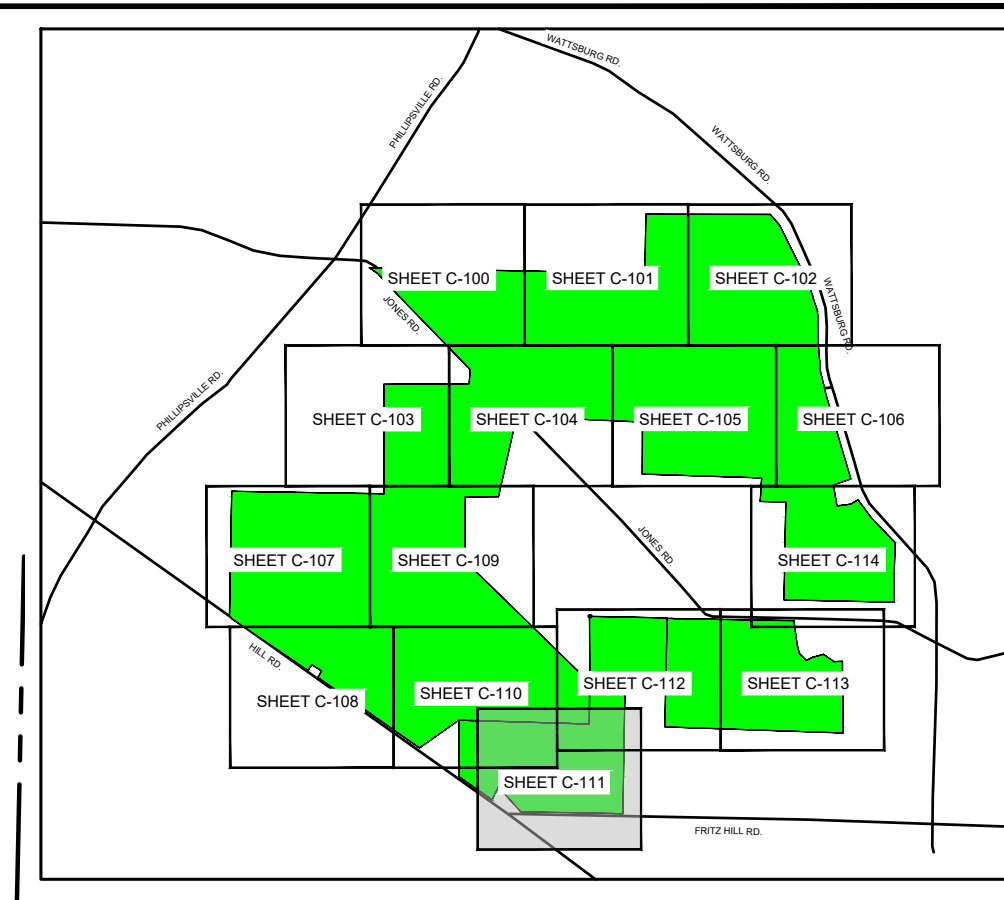 WATTSBURG RD.
PHILLIPSVILLE RD.
WATTSBURG RD.
SHEET C-100
SHEET C-101
SHEET C-102
JONES RD.
WATTSBURG RD.
PHILLIPSVILLE RD.
SHEET C-103
SHEET C-104
SHEET C-105
SHEET C-106
JONES RD.
SHEET C-107
SHEET C-109
SHEET C-114
HILL RD.
SHEET C-108
SHEET C-110
SHEET C-112
SHEET C-113
SHEET C-111
FRITZ HILL RD.